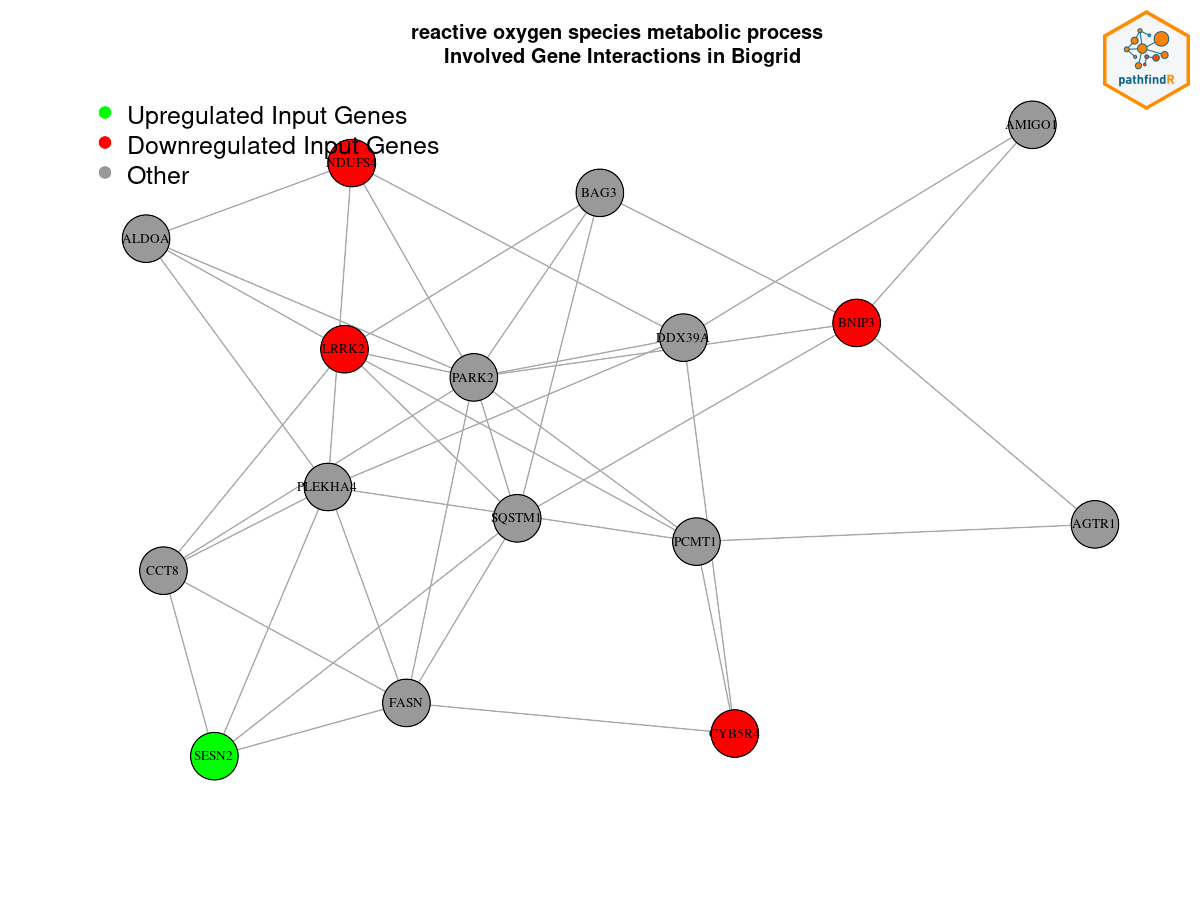 reactive oxygen species metabolic process
Involved Gene Interactions in Biogrid
pathfindR
Upregulated Input Genes
Downregulated Input Genes
Other
AMIGO1
NDUFS4
BAG3
ALDOA
BNIP3
DDX39A
LRRK2
PARK2
PLEKHA4
SQSTM1
AGTR1
PCMT1
CCT8
FASN
CYB5R4
SESN2